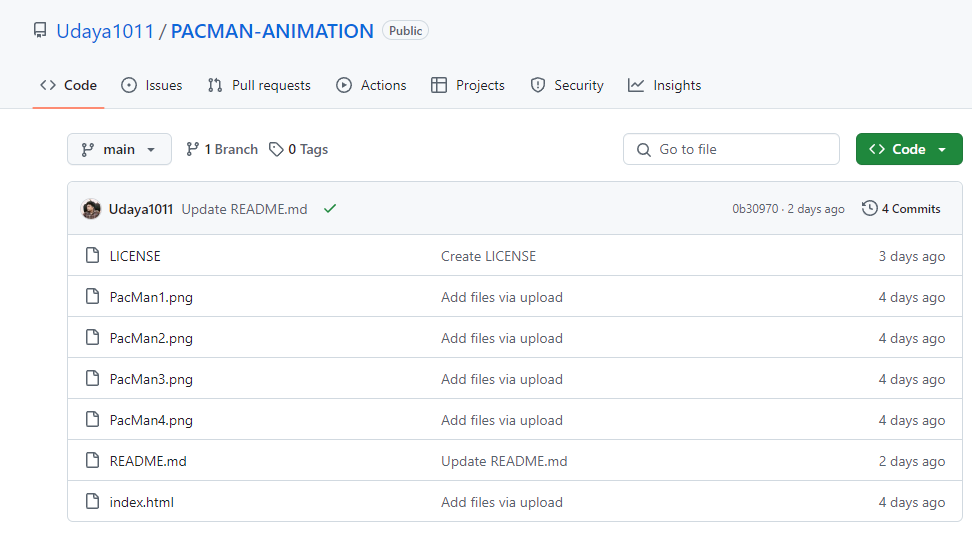 Udaya1011 / PACMAN-ANIMATION Public
Code Issues Pull requests Actions Projects Security Insights
main 1 Branch 0 Tags Go to file Code
Udaya1011 Update README.md 0b30970 · 2 days ago 4 Commits
LICENSE Create LICENSE 3 days ago
PacMan1.png Add files via upload 4 days ago
PacMan2.png Add files via upload 4 days ago
PacMan3.png Add files via upload 4 days ago
PacMan4.png Add files via upload 4 days ago
README.md Update README.md 2 days ago
index.html Add files via upload 4 days ago